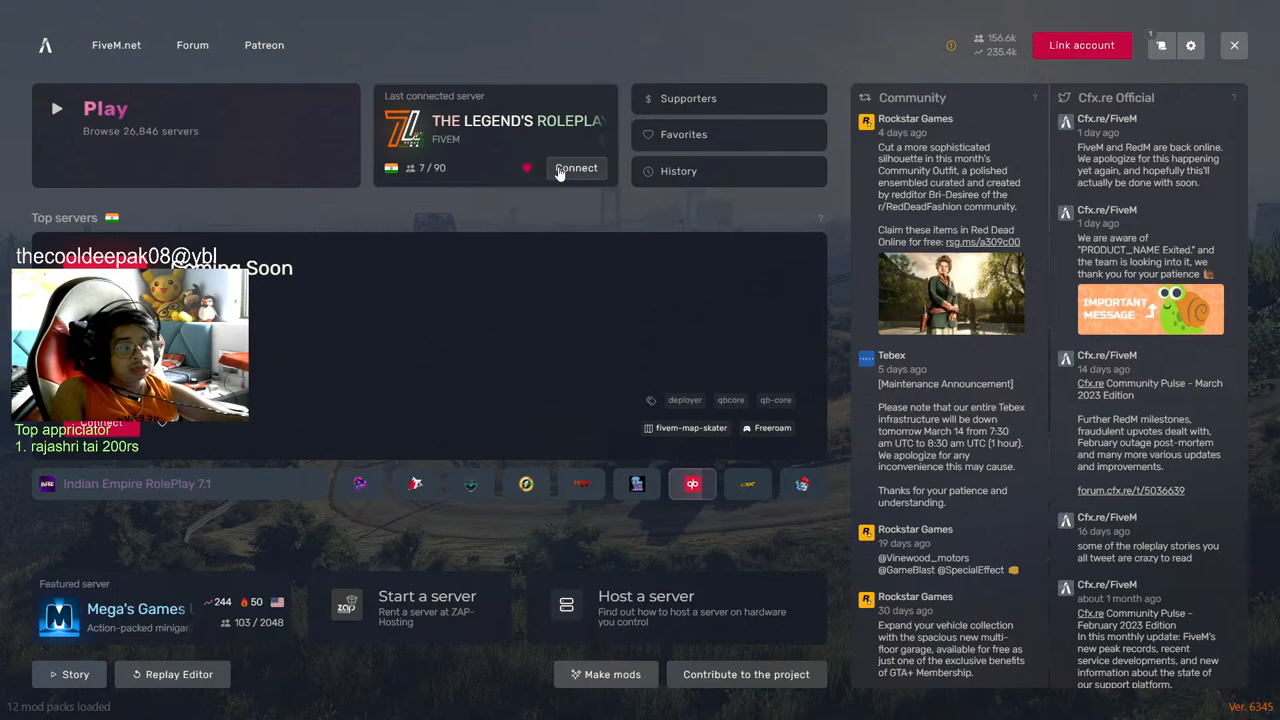 FiveM.net
Forum
Patreon
156.6k
235.4k
Link account
1
Play
Browse 26,846 servers
Last connected server
THE LEGEND'S ROLEPLA
FIVEM
7 / 90
Connect
$ Supporters
Favorites
History
Top servers
?
thecooldeepak08@ybl
Coming Soon
Connect
Top appriciator
1. rajashri tai 200rs
deployer
qbcore
qb-core
fivem-map-skater
Freeroam
Indian Empire RolePlay 7.1
qb
Featured server
Mega's Games
244
50
Action-packed miniga
103 / 2048
ZAP
Start a server
Rent a server at ZAP-
Hosting
Host a server
Find out how to host a server on hardware
you control
Story
Replay Editor
Make mods
Contribute to the project
12 mod packs loaded
Community
?
Rockstar Games
4 days ago
Cut a more sophisticated
silhouette in this month's
Community Outfit, a polished
ensembled curated and created
by redditor Bri-Desiree of the
r/RedDeadFashion community.
Claim these items in Red Dead
Online for free: rsg.ms/a309c00
Tebex
5 days ago
[Maintenance Announcement]
Please note that our entire Tebex
infrastructure will be down
tomorrow March 14 from 7:30
am UTC to 8:30 am UTC (1 hour).
We apologize for any
inconvenience this may cause.
Thanks for your patience and
understanding.
Rockstar Games
19 days ago
@Vinewood_motors
@GameBlast @SpecialEffect
Rockstar Games
30 days ago
Expand your vehicle collection
with the spacious new multi-
floor garage, available for free as
just one of the exclusive benefits
of GTA+ Membership.
Cfx.re Official
?
Cfx.re/FiveM
1 day ago
FiveM and RedM are back online.
We apologize for this happening
yet again, and hopefully this'll
actually be done with soon.
Cfx.re/FiveM
1 day ago
We are aware of
"PRODUCT_NAME Exited." and
the team is looking into it, we
thank you for your patience
IMPORTANT
MESSAGE
Cfx.re/FiveM
14 days ago
Cfx.re Community Pulse - March
2023 Edition
Further RedM milestones,
fraudulent upvotes dealt with,
February outage post-mortem
and many more various updates
and improvements.
forum.cfx.re/t/5036639
Cfx.re/FiveM
16 days ago
some of the roleplay stories you
all tweet are crazy to read
Cfx.re/FiveM
about 1 month ago
Cfx.re Community Pulse -
February 2023 Edition
In this monthly update: FiveM's
new peak records, recent
service developments, and new
information about the state of
our support platform.
Ver. 6345